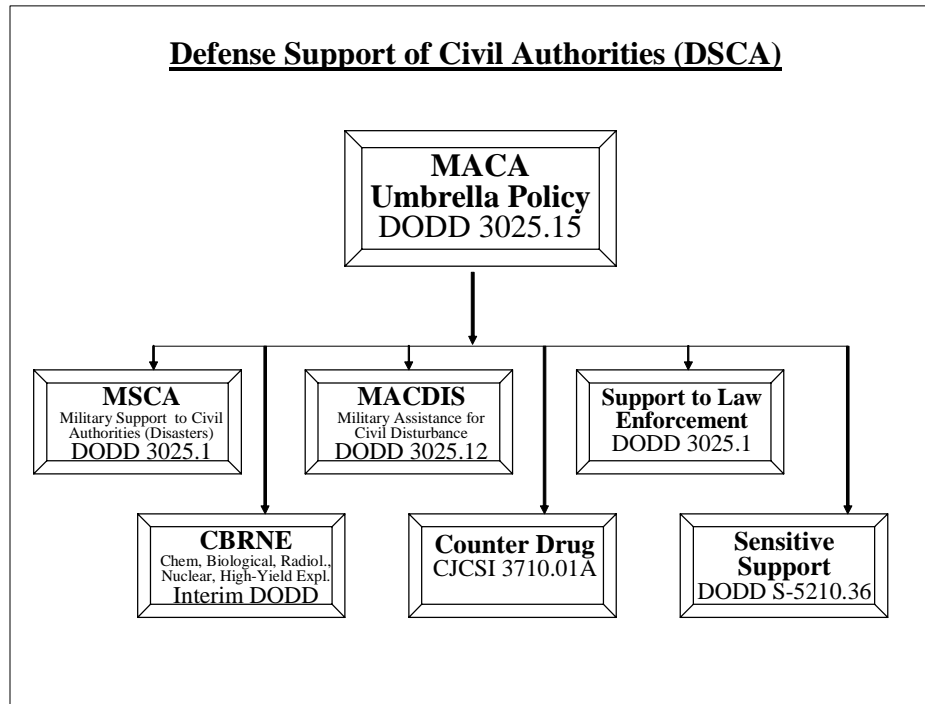 Defense Support of Civil Authorities (DSCA)
MACA
Umbrella Policy
DODD 3025.15
MSCA
Military Support to Civil
Authorities (Disasters)
DODD 3025.1
MACDIS
Military Assistance for
Civil Disturbance
DODD 3025.12
Support to Law
Enforcement
DODD 3025.1
CBRNE
Chem, Biological, Radiol.,
Nuclear, High-Yield Expl.
Interim DODD
Counter Drug
CJCSI 3710.01A
Sensitive
Support
DODD S-5210.36